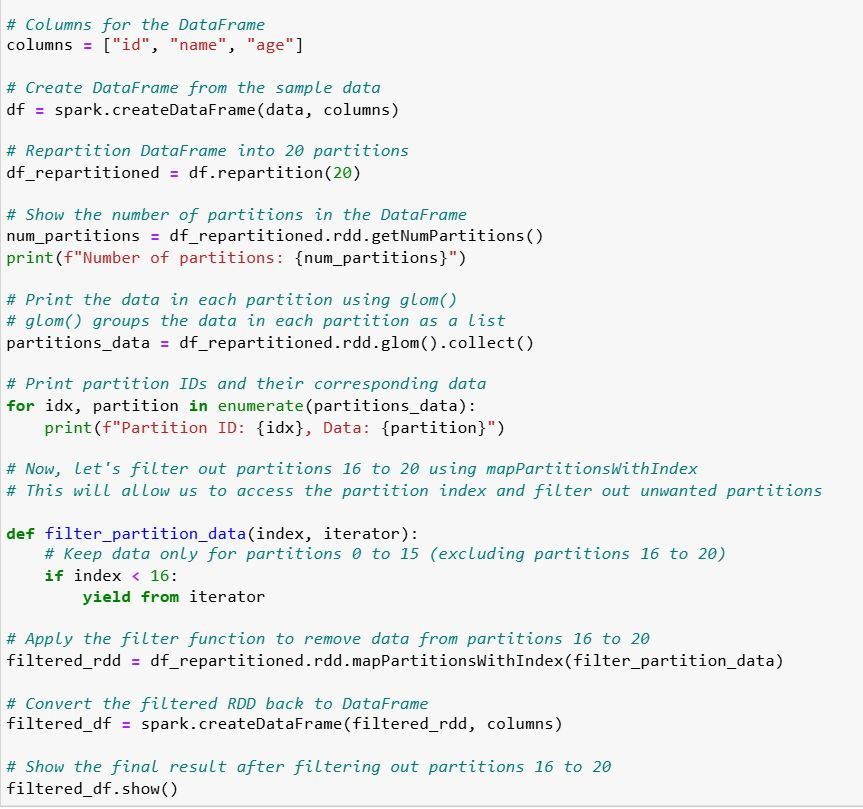 # Columns for the DataFrame
columns = ["id", "name", "age"]
# Create DataFrame from the sample data
df = spark.createDataFrame(data, columns)
# Repartition DataFrame into 20 partitions
df_repartitioned = df.repartition(20)
# Show the number of partitions in the DataFrame
num_partitions = df_repartitioned.rdd.getNumPartitions()
print(f"Number of partitions: {num_partitions}")
# Print the data in each partition using glom()
# glom() groups the data in each partition as a list
partitions_data = df_repartitioned.rdd.glom().collect()
# Print partition IDs and their corresponding data
for idx, partition in enumerate(partitions_data):
    print(f"Partition ID: {idx}, Data: {partition}")
# Now, let's filter out partitions 16 to 20 using mapPartitionsWithIndex
# This will allow us to access the partition index and filter out unwanted partitions
def filter_partition_data(index, iterator):
    # Keep data only for partitions 0 to 15 (excluding partitions 16 to 20)
    if index < 16:
        yield from iterator
# Apply the filter function to remove data from partitions 16 to 20
filtered_rdd = df_repartitioned.rdd.mapPartitionsWithIndex(filter_partition_data)
# Convert the filtered RDD back to DataFrame
filtered_df = spark.createDataFrame(filtered_rdd, columns)
# Show the final result after filtering out partitions 16 to 20
filtered_df.show()